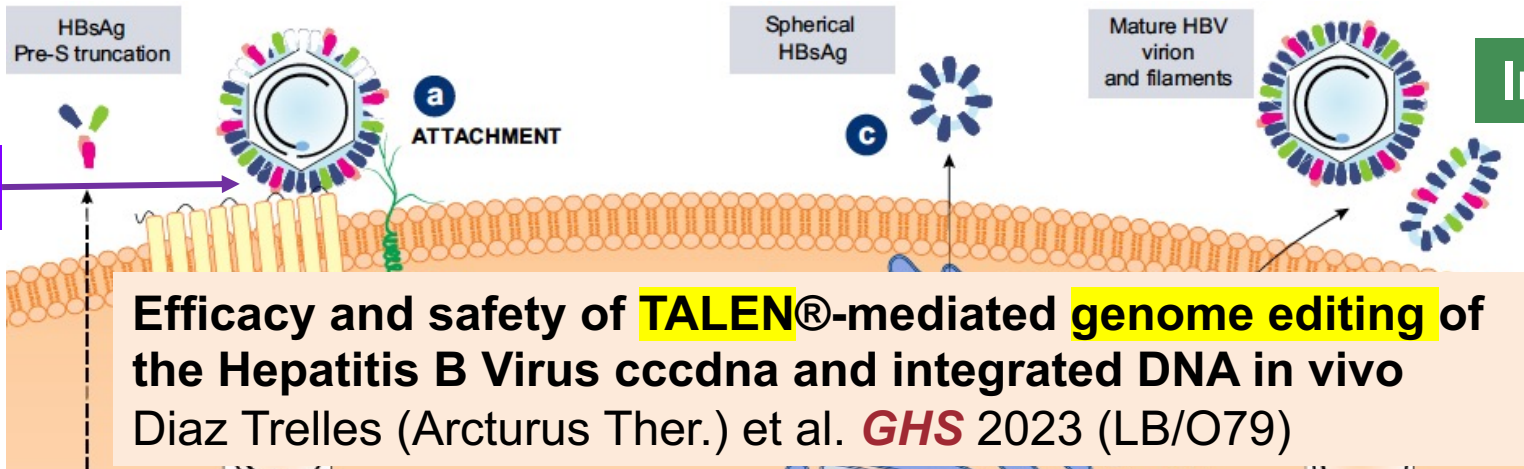 HBsAg
Pre-S truncation
a
ATTACHMENT
Spherical
HBsAg
c
Mature HBV
virion
and filaments
Efficacy and safety of TALEN®-mediated genome editing of
the Hepatitis B Virus cccdna and integrated DNA in vivo
Diaz Trelles (Arcturus Ther.) et al. GHS 2023 (LB/O79)